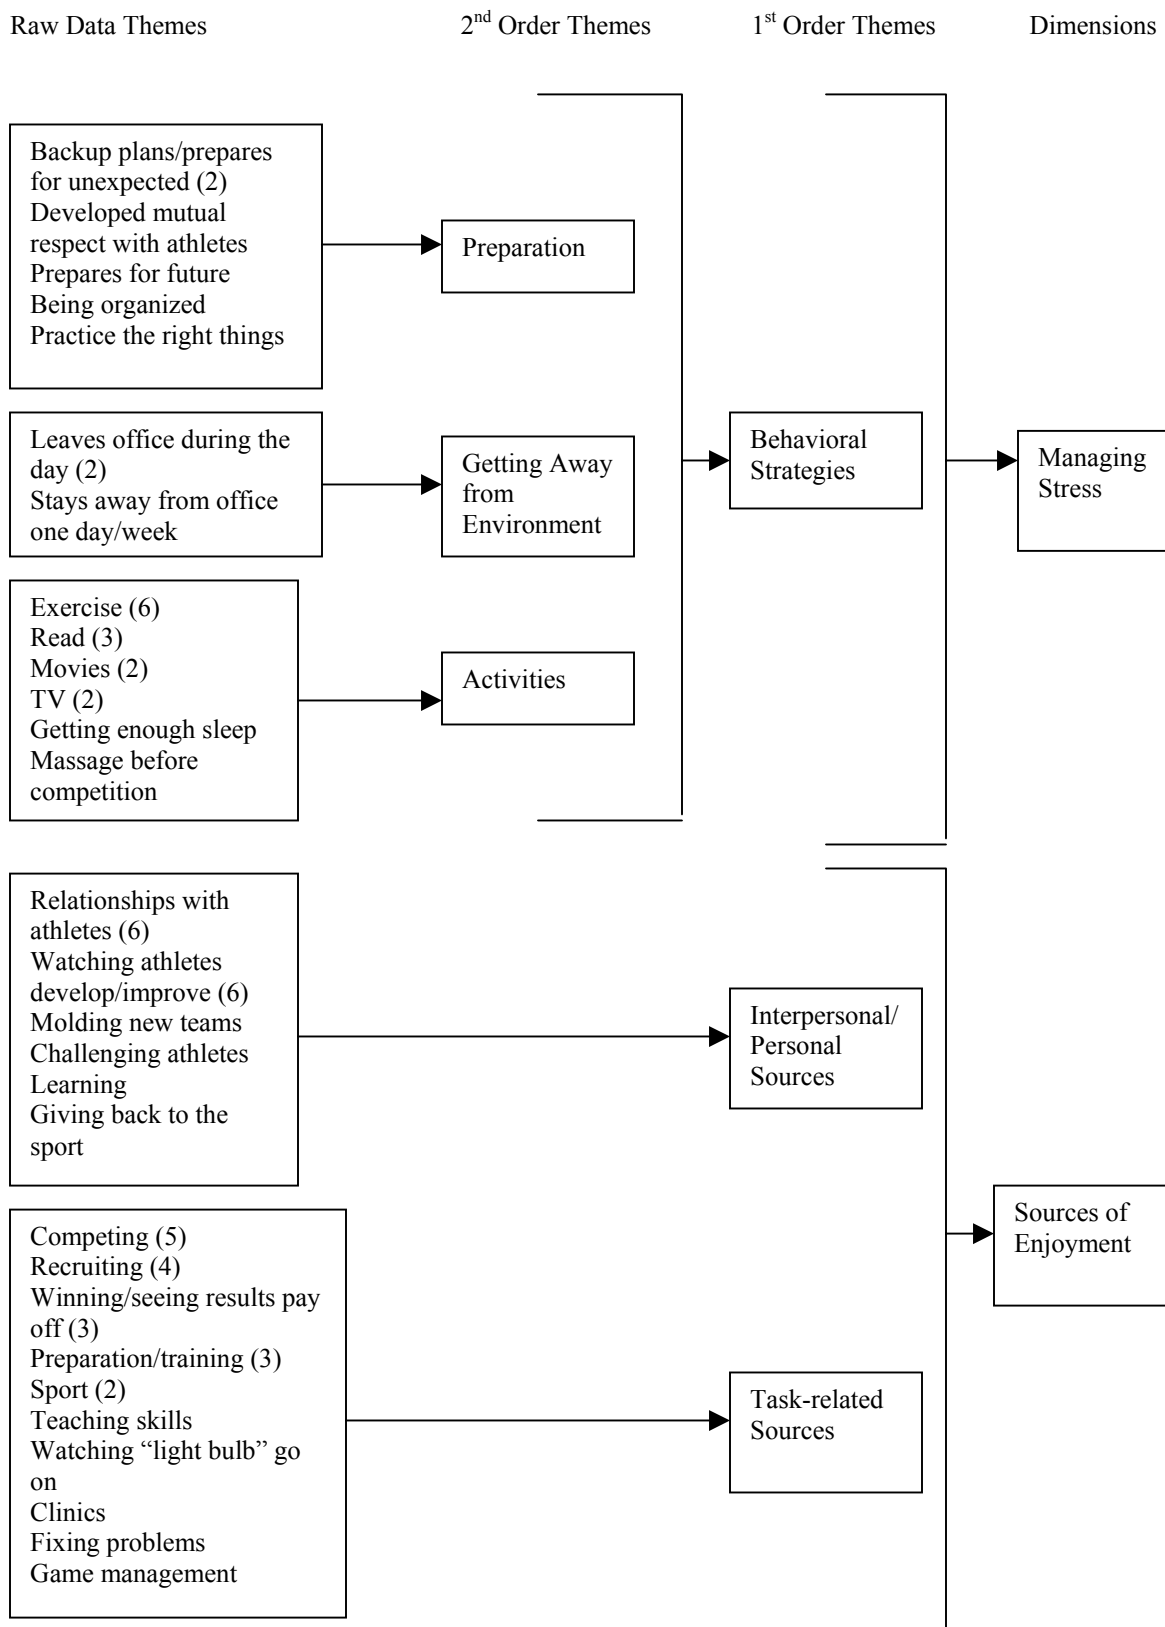 Raw Data Themes
2nd Order Themes
1st Order Themes
Dimensions
Backup plans/prepares
for unexpected (2)
Developed mutual
respect with athletes
Prepares for future
Being organized
Practice the right things
Preparation
Leaves office during the
day (2)
Stays away from office
one day/week
Getting Away
from
Environment
Behavioral
Strategies
Managing
Stress
Exercise (6)
Read (3)
Movies (2)
TV (2)
Getting enough sleep
Massage before
competition
Activities
Relationships with
athletes (6)
Watching athletes
develop/improve (6)
Molding new teams
Challenging athletes
Learning
Giving back to the
sport
Interpersonal/
Personal
Sources
Sources of
Enjoyment
Competing (5)
Recruiting (4)
Winning/seeing results pay
off (3)
Preparation/training (3)
Sport (2)
Teaching skills
Watching “light bulb” go
on
Clinics
Fixing problems
Game management
Task-related
Sources